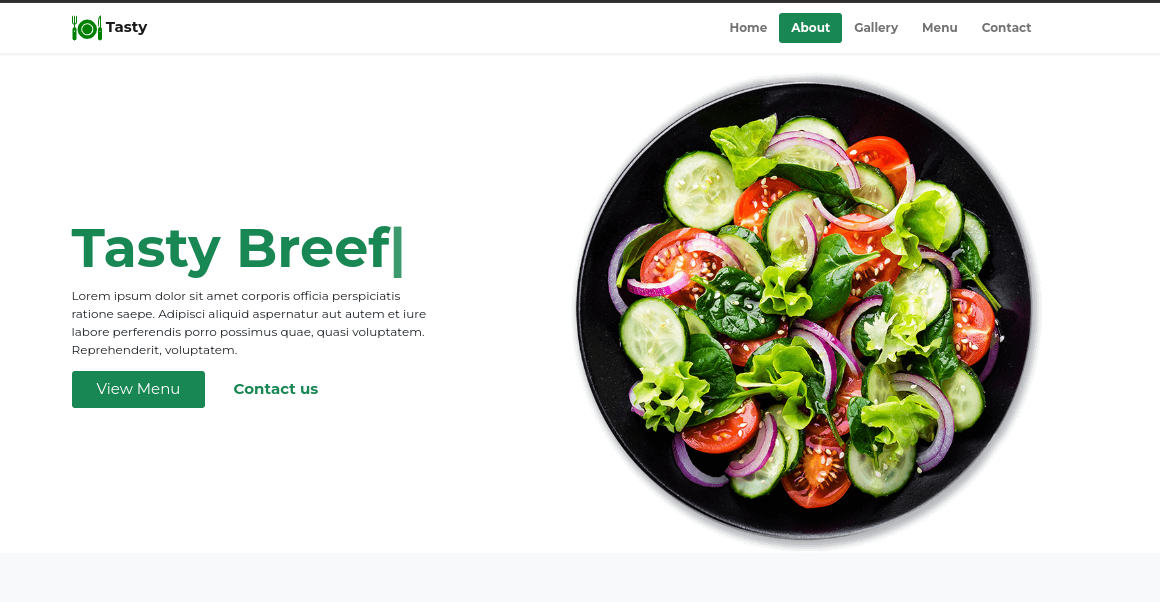 Tasty
Home About Gallery Menu Contact
Tasty Breef|
Lorem ipsum dolor sit amet corporis officia perspiciatis
ratione saepe. Adipisci aliquid aspernatur aut autem et iure
labore perferendis porro possimus quae, quasi voluptatem.
Reprehenderit, voluptatem.
View Menu Contact us